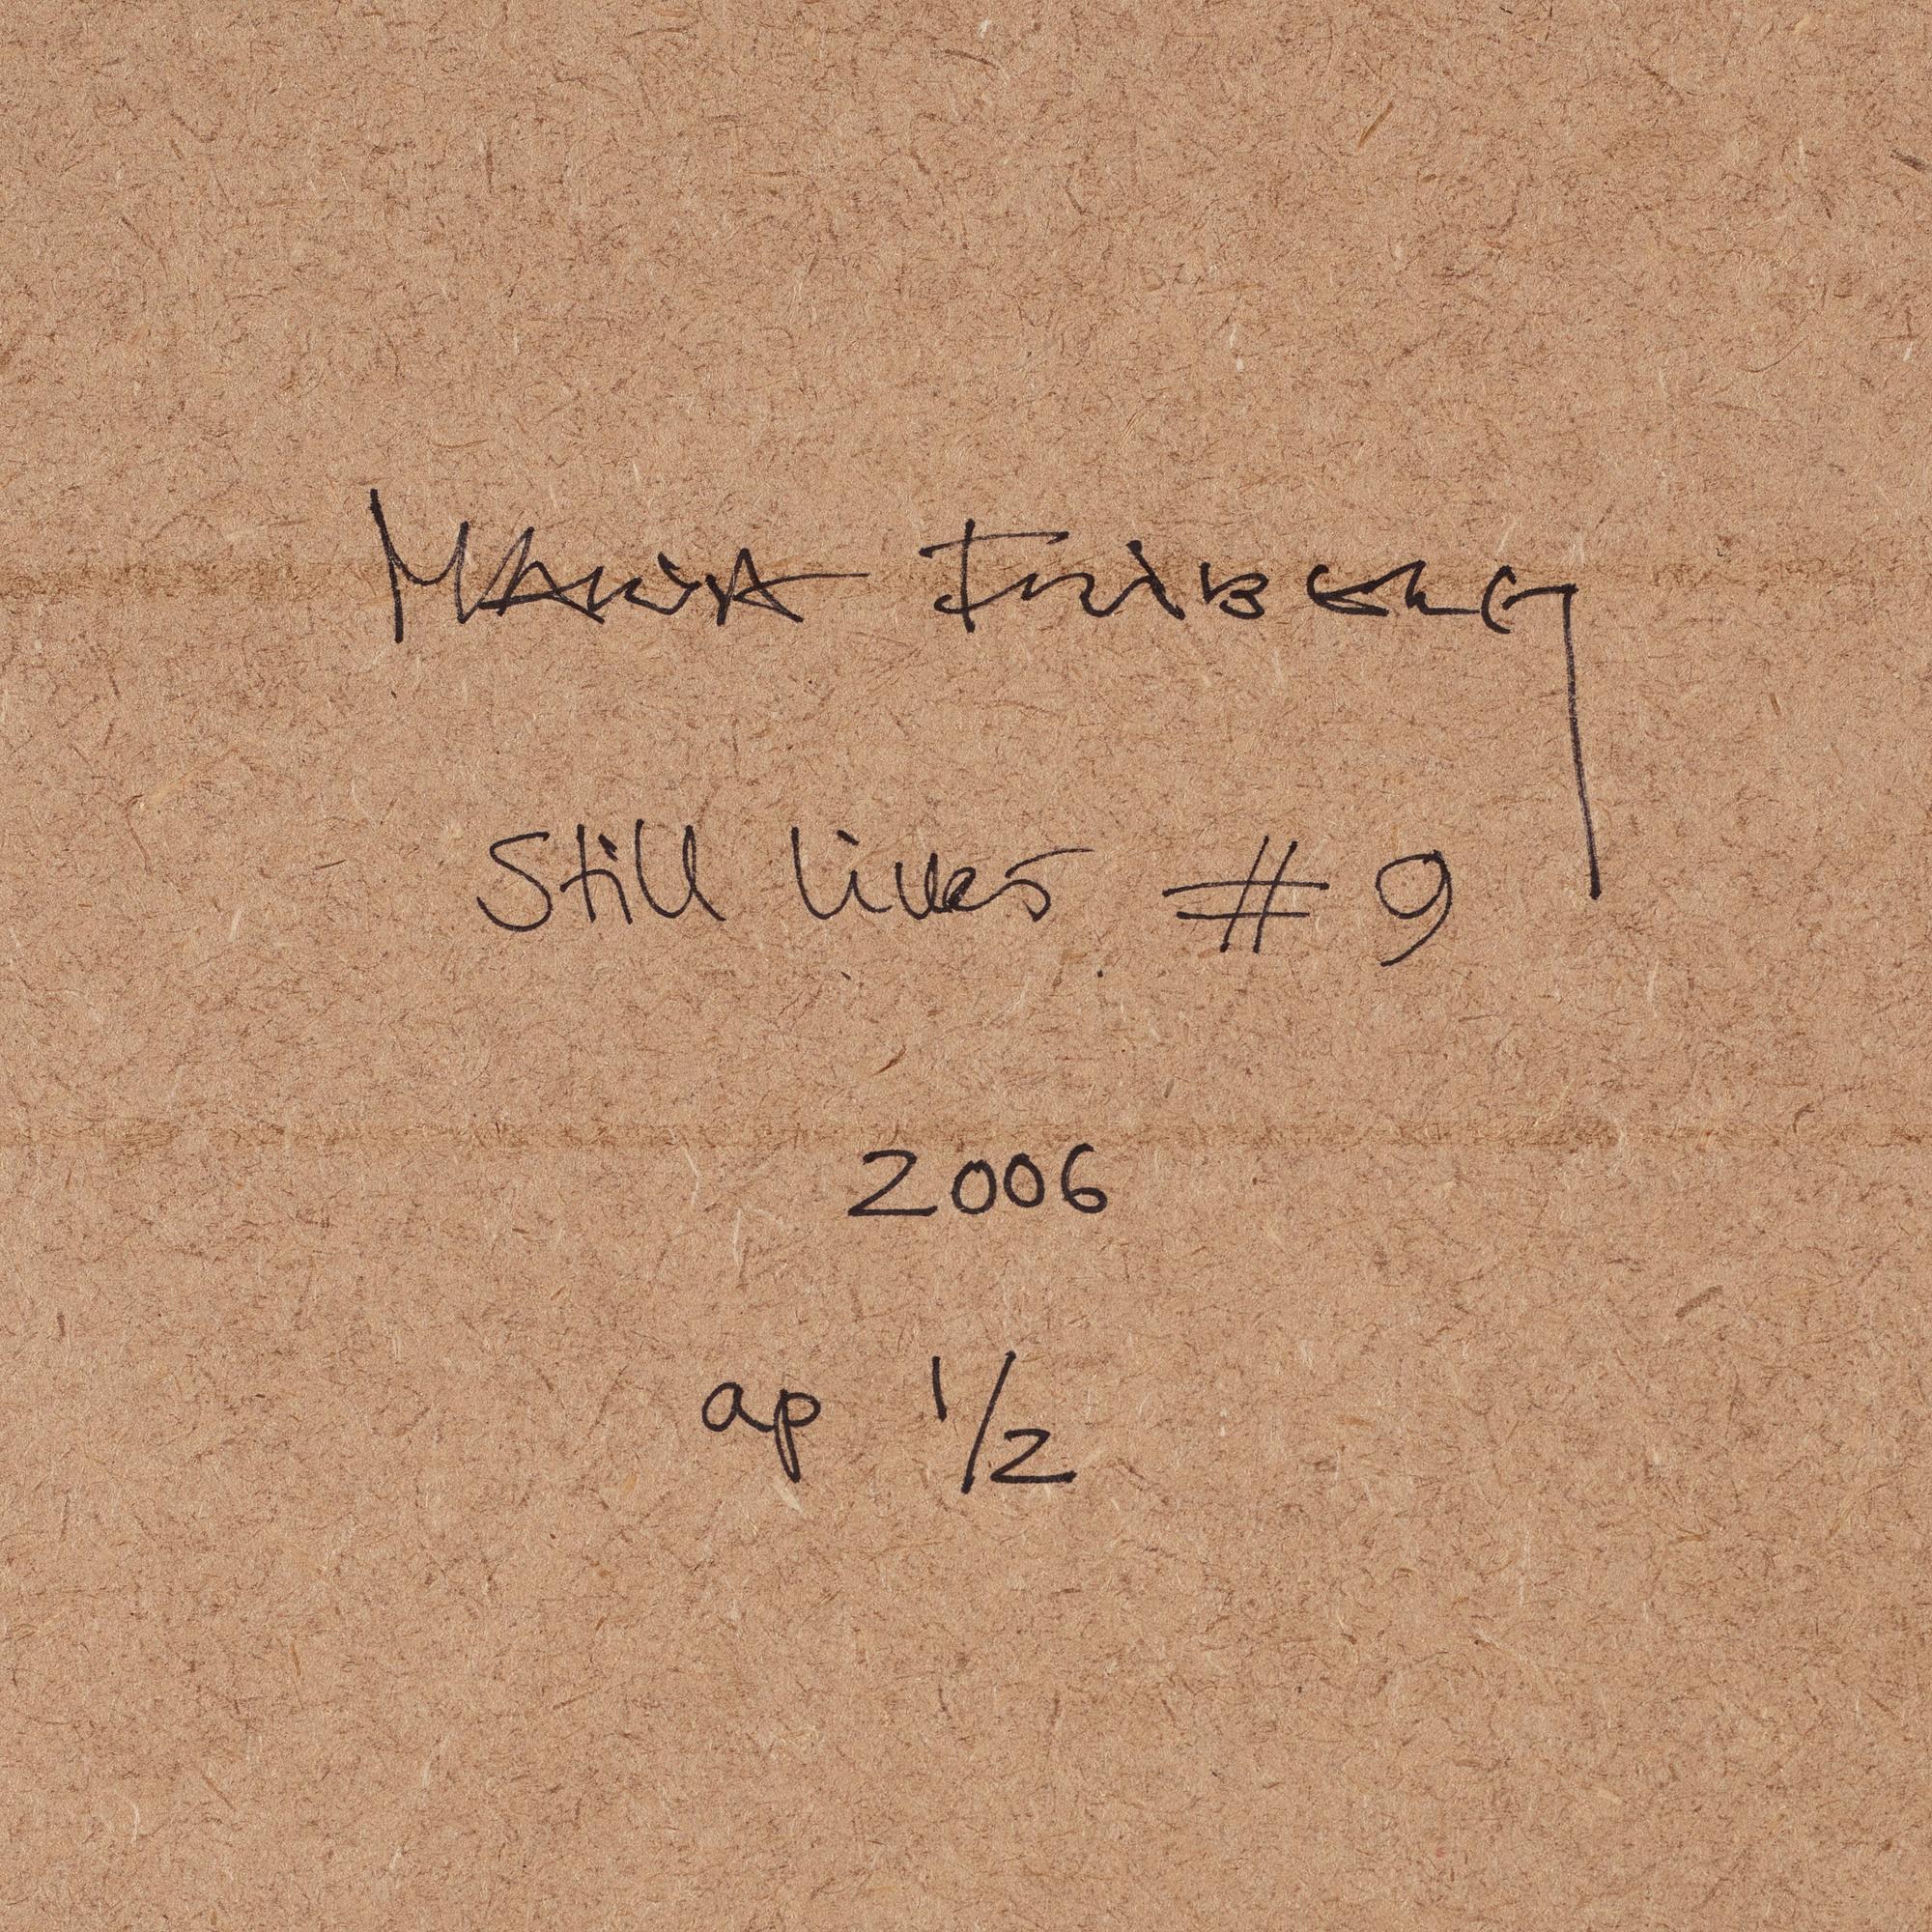 MARIA FRIBERG
Still lives #9
2006
ap 1/2